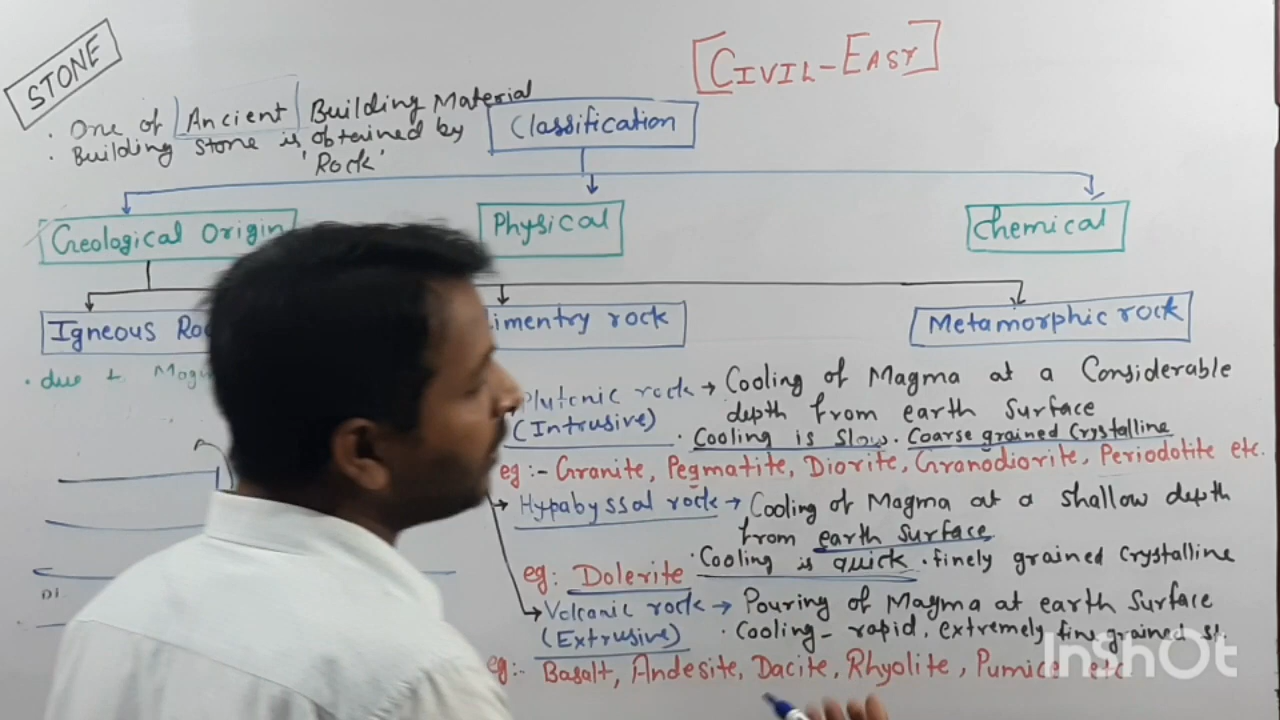 STONE
[CIVIL-EASY]
. One of Ancient Building Material
. Building Stone is obtained by
'Rock'
Classification
Geological Origin
Physical
Chemical
Igneous
imentry rock
Metamorphic rock
. due
Plutonic rock → Cooling of Magma at a Considerable
(Intrusive) depth from earth Surface
. Cooling is slow. Coarse grained Crystalline
eg :- Granite, Pegmatite, Diorite, Granodiorite, Periodotite etc.
→ Hypabyssal rock → Cooling of Magma at a shallow depth
from earth Surface
. Cooling is quick . finely grained Crystalline
eg: Dolerite
→ Volcanic rock → Pouring of Magma at earth Surface
(Extrusive) . Cooling - rapid, extremely fine grained
eg:- Basalt, Andesite, Dacite, Rhyolite, Pumice etc
InShOt